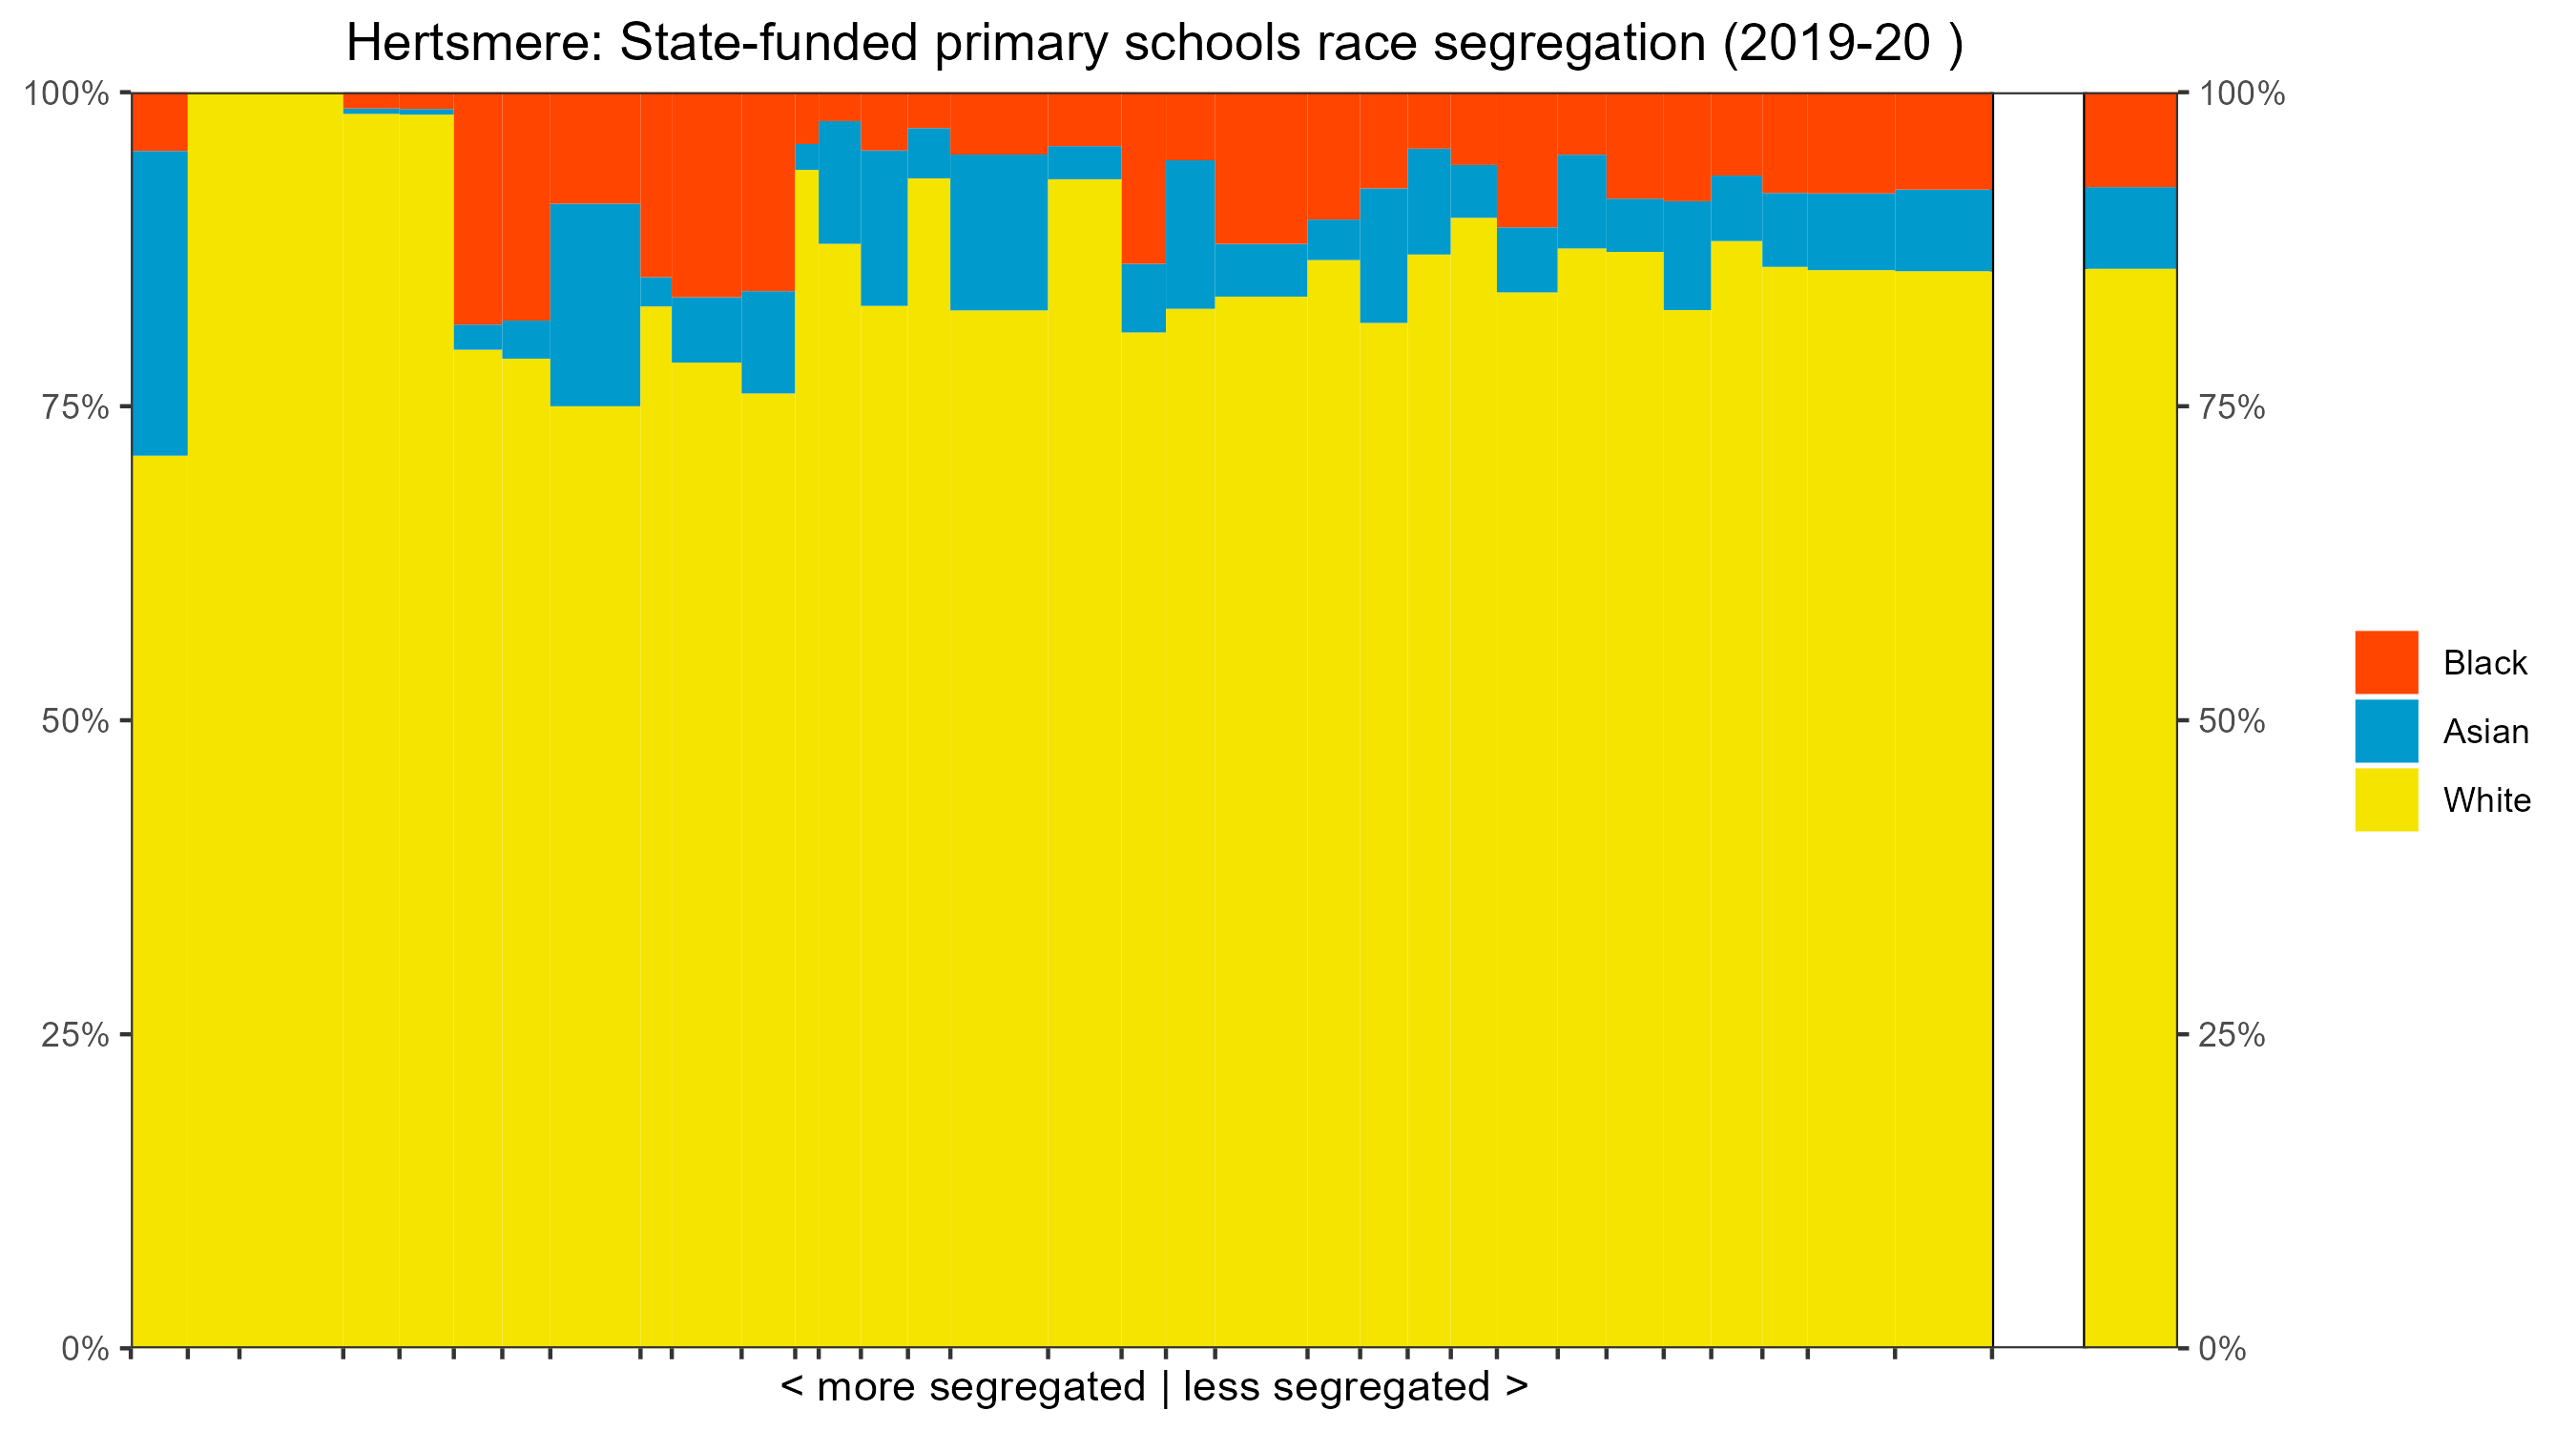 Hertsmere: State-funded primary schools race segregation (2019-20 )
100%
75%
50%
25%
0%
100%
75%
50%
25%
0%
Black
Asian
White
< more segregated | less segregated >